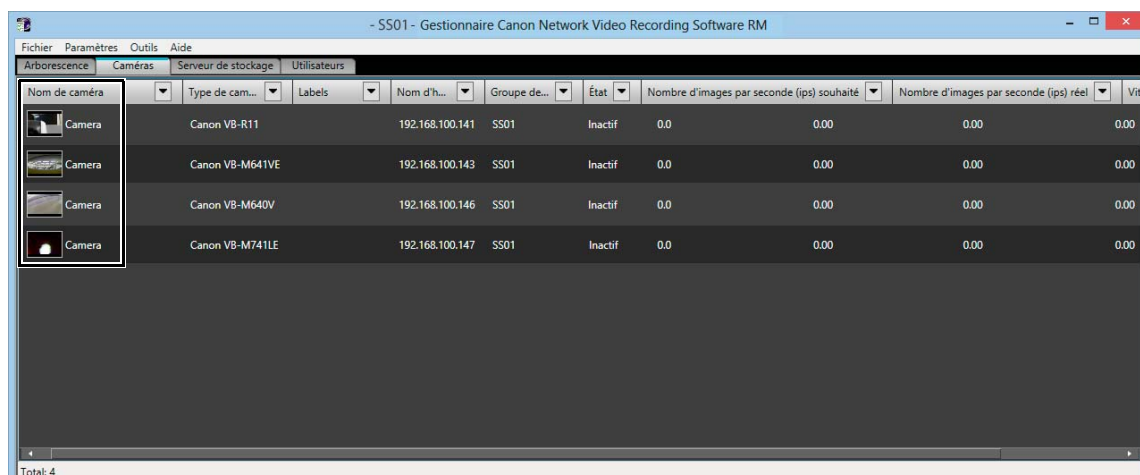 - SS01 - Gestionnaire Canon Network Video Recording Software RM
Fichier Paramètres Outils Aide
Arborescence Caméras Serveur de stockage Utilisateurs
Nom de caméra Type de cam... Labels Nom d'h... Groupe de... État Nombre d'images par seconde (ips) souhaité Nombre d'images par seconde (ips) réel Vit
Camera Canon VB-R11 192.168.100.141 SS01 Inactif 0.0 0.00 0.00 0.00
Camera Canon VB-M641VE 192.168.100.143 SS01 Inactif 0.0 0.00 0.00 0.00
Camera Canon VB-M640V 192.168.100.146 SS01 Inactif 0.0 0.00 0.00 0.00
Camera Canon VB-M741LE 192.168.100.147 SS01 Inactif 0.0 0.00 0.00 0.00
Total: 4